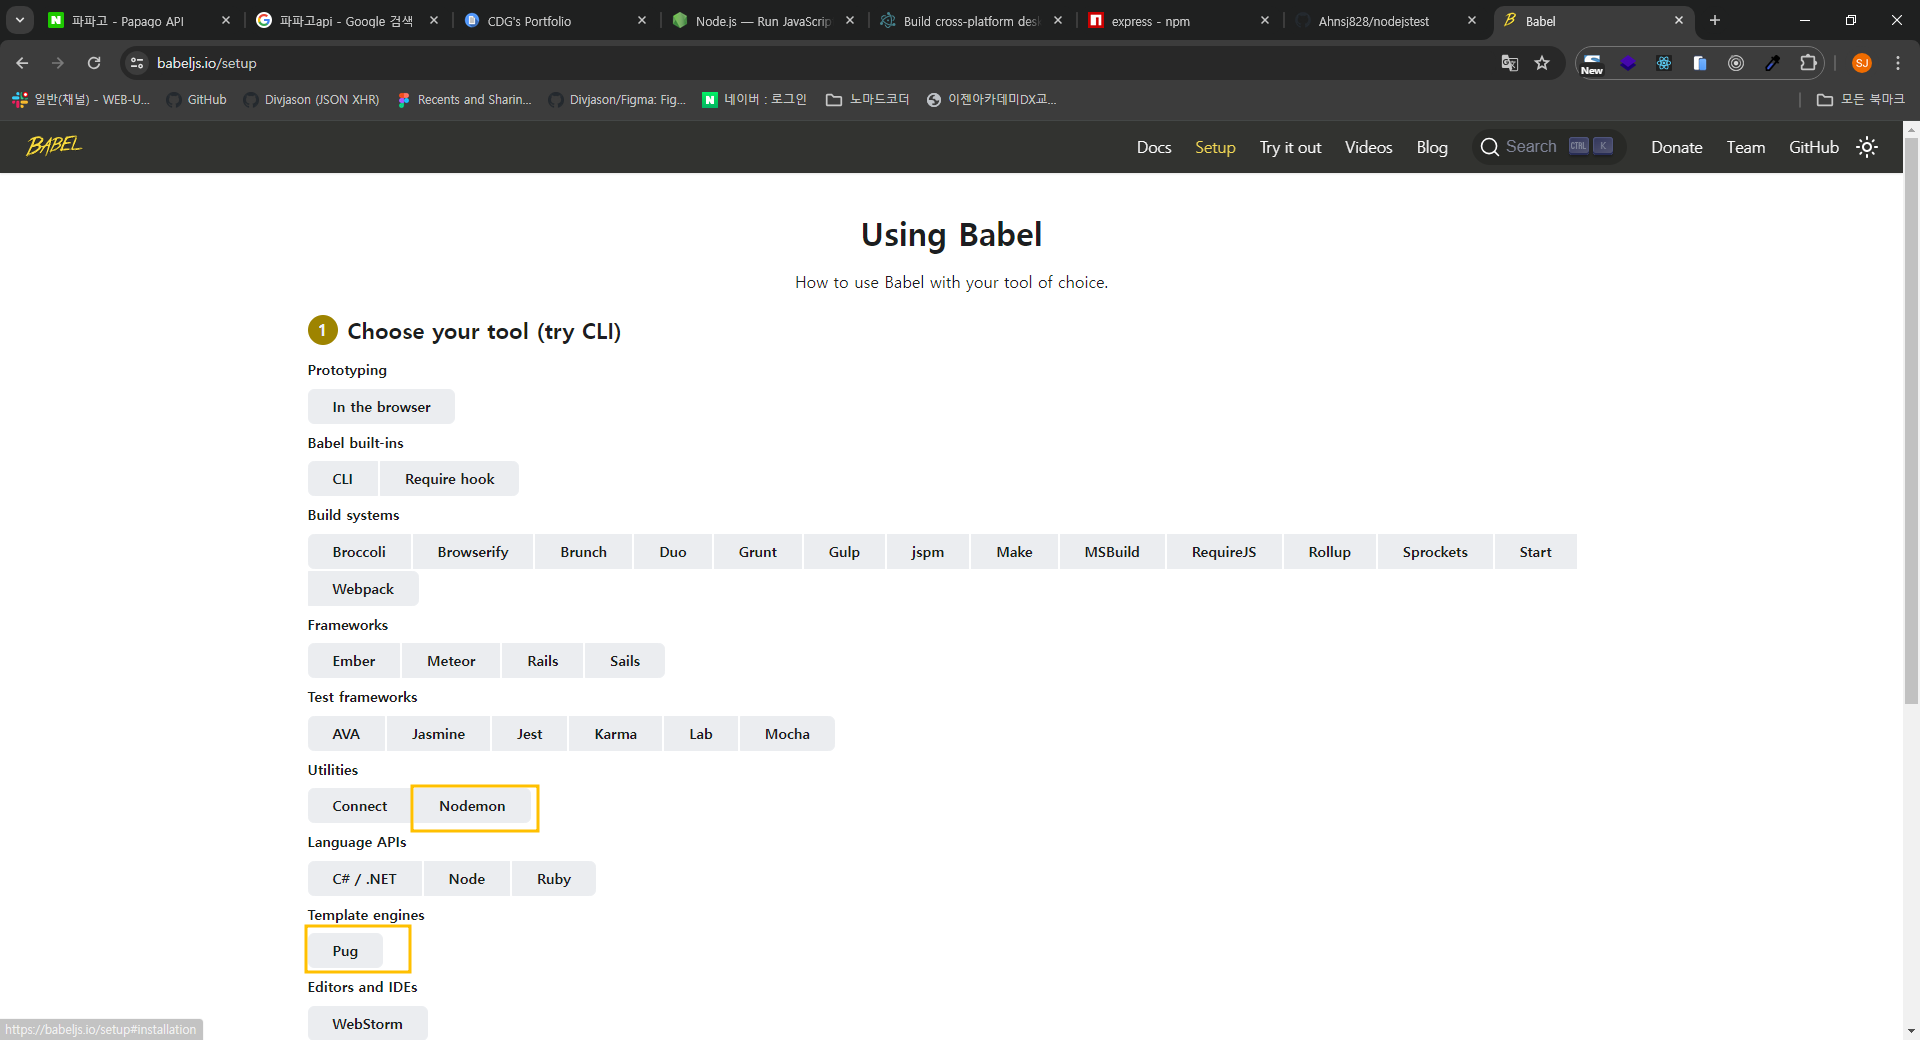 파파고 - Papago API
파파고api - Google 검색
CDG's Portfolio
Node.js — Run JavaScrip
Build cross-platform des
express - npm
Ahnsj828/nodejstest
Babel
babeljs.io/setup
New
SJ
일반(채널) - WEB-U...
GitHub
Divjason (JSON XHR)
Recents and Sharin...
Divjason/Figma: Fig...
네이버 : 로그인
노마드코더
이젠아카데미DX교...
모든 북마크
BABEL
Docs
Setup
Try it out
Videos
Blog
Search
CTRL
K
Donate
Team
GitHub
Using Babel
How to use Babel with your tool of choice.
1 Choose your tool (try CLI)
Prototyping
In the browser
Babel built-ins
CLI Require hook
Build systems
Broccoli Browserify Brunch Duo Grunt Gulp jspm Make MSBuild RequireJS Rollup Sprockets Start
Webpack
Frameworks
Ember Meteor Rails Sails
Test frameworks
AVA Jasmine Jest Karma Lab Mocha
Utilities
Connect Nodemon
Language APIs
C# / .NET Node Ruby
Template engines
Pug
Editors and IDEs
WebStorm
https://babeljs.io/setup#installation